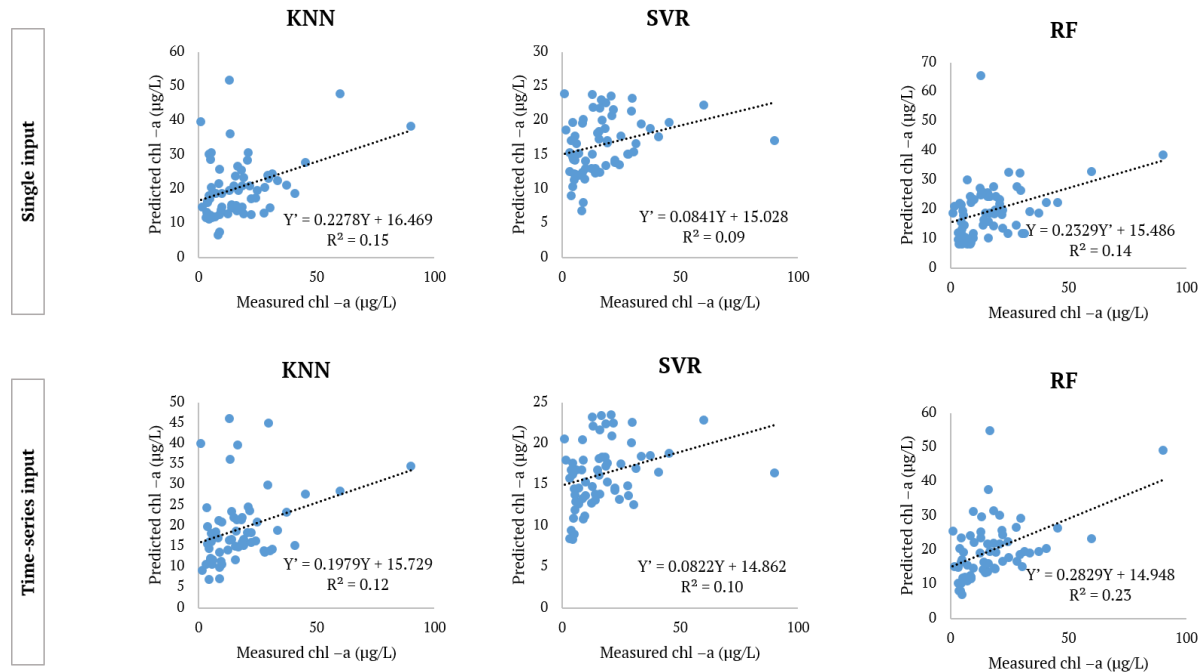 Single input
KNN
Predicted chl –a (µg/L)
60
50
40
30
20
10
0
Y’ = 0.2278Y + 16.469
R² = 0.15
0 50 100
Measured chl –a (µg/L)
SVR
Predicted chl –a (µg/L)
30
25
20
15
10
5
0
Y’ = 0.0841Y + 15.028
R² = 0.09
0 50 100
Measured chl –a (µg/L)
RF
Predicted chl –a (µg/L)
70
60
50
40
30
20
10
0
Y = 0.2329Y’ + 15.486
R² = 0.14
0 50 100
Measured chl –a (µg/L)
Time-series input
KNN
Predicted chl –a (µg/L)
50
45
40
35
30
25
20
15
10
5
0
Y’ = 0.1979Y + 15.729
R² = 0.12
0 50 100
Measured chl –a (µg/L)
SVR
Predicted chl –a (µg/L)
25
20
15
10
5
0
Y’ = 0.0822Y + 14.862
R² = 0.10
0 50 100
Measured chl –a (µg/L)
RF
Predicted chl –a (µg/L)
60
50
40
30
20
10
0
Y’ = 0.2829Y + 14.948
R² = 0.23
0 50 100
Measured chl –a (µg/L)